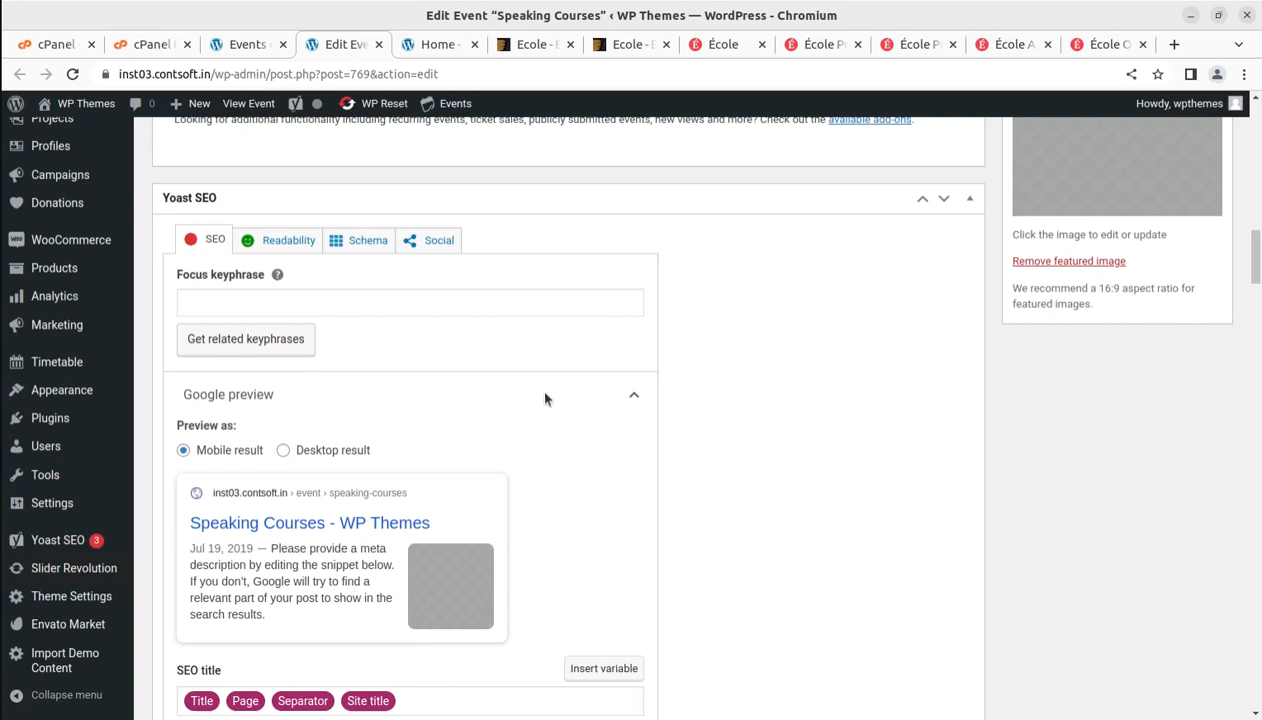 Edit Event “Speaking Courses” ‹ WP Themes — WordPress - Chromium
cPanel - cPanel Events Edit Eve Home - Ecole - E Ecole - E École École P École P École A École O
inst03.contsoft.in/wp-admin/post.php?post=769&action=edit
WP Themes 0 New View Event WP Reset Events Howdy, wpthemes
Projects
Looking for additional functionality including recurring events, ticket sales, publicly submitted events, new views and more? Check out the available add-ons.
Profiles
Campaigns
Donations
WooCommerce
Products
Analytics
Marketing
Timetable
Appearance
Plugins
Users
Tools
Settings
Yoast SEO 3
Slider Revolution
Theme Settings
Envato Market
Import Demo
Content
Collapse menu
Yoast SEO
SEO Readability Schema Social
Focus keyphrase ?
Get related keyphrases
Google preview
Preview as:
Mobile result Desktop result
inst03.contsoft.in › event › speaking-courses
Speaking Courses - WP Themes
Jul 19, 2019 — Please provide a meta
description by editing the snippet below.
If you don’t, Google will try to find a
relevant part of your post to show in the
search results.
SEO title Insert variable
Title Page Separator Site title
Click the image to edit or update
Remove featured image
We recommend a 16:9 aspect ratio for
featured images.